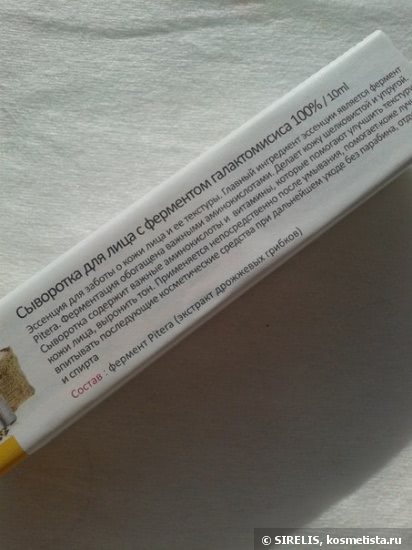 Сыворотка для лица с ферментом галактомисиса 100% / 10ml
Эссенция для заботы о кожи лица и ее текстуры. Главный ингредиент эссенции является фермент
Pitera. Ферментация обогащена важными аминокислотами. Делает кожу шелковистой и упругой.
Сыворотка содержит важные аминокислоты и витамины, которые помогают улучшить текстуру
кожи лица, выронить тон. Применяется непосредственно после умывания, помогает коже
впитывать последующие косметические средства при дальнейшем уходе без парабина,
и спирта
Состав : фермент Pitera (экстракт дрожжевых грибков)
© SIRELIS, kosmetista.ru